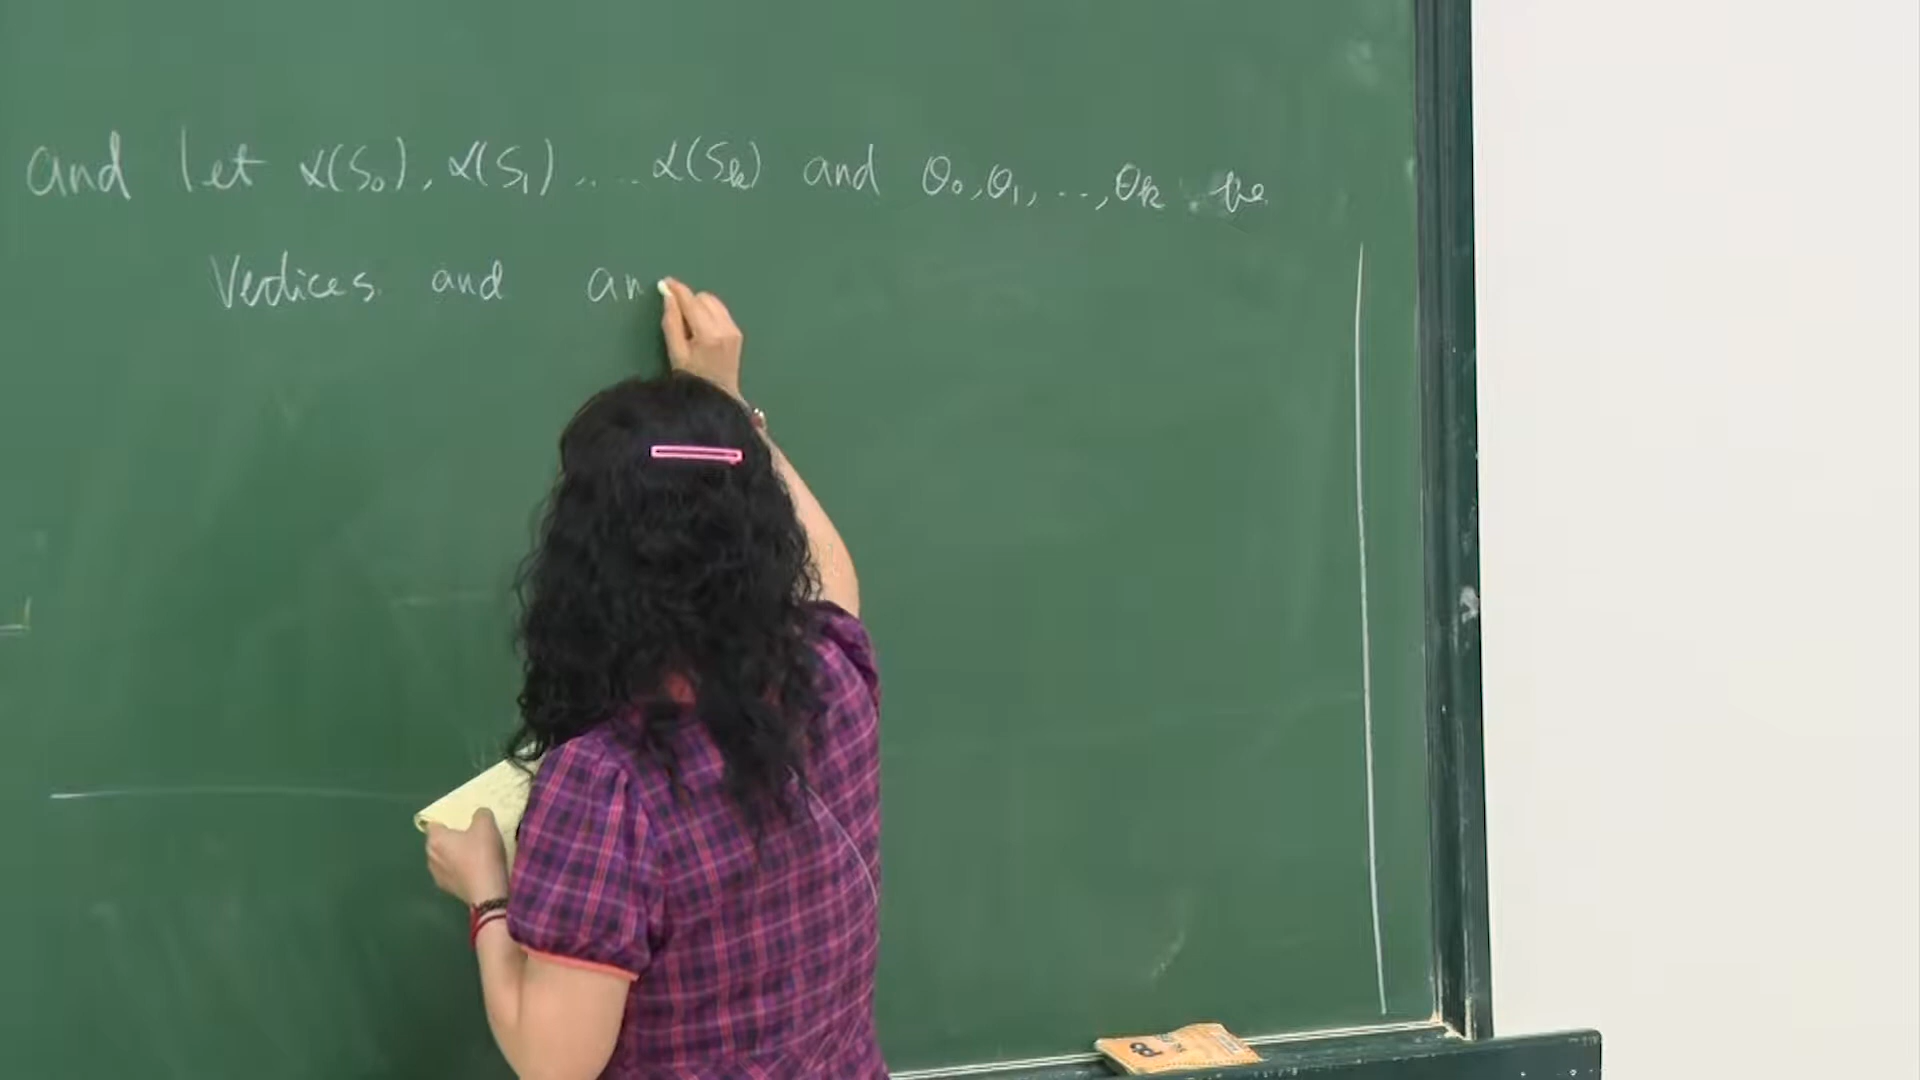 and let α(S₀), α(S₁) ..... α(Sk) and θ₀, θ₁, ..., θk be
Vertices and an